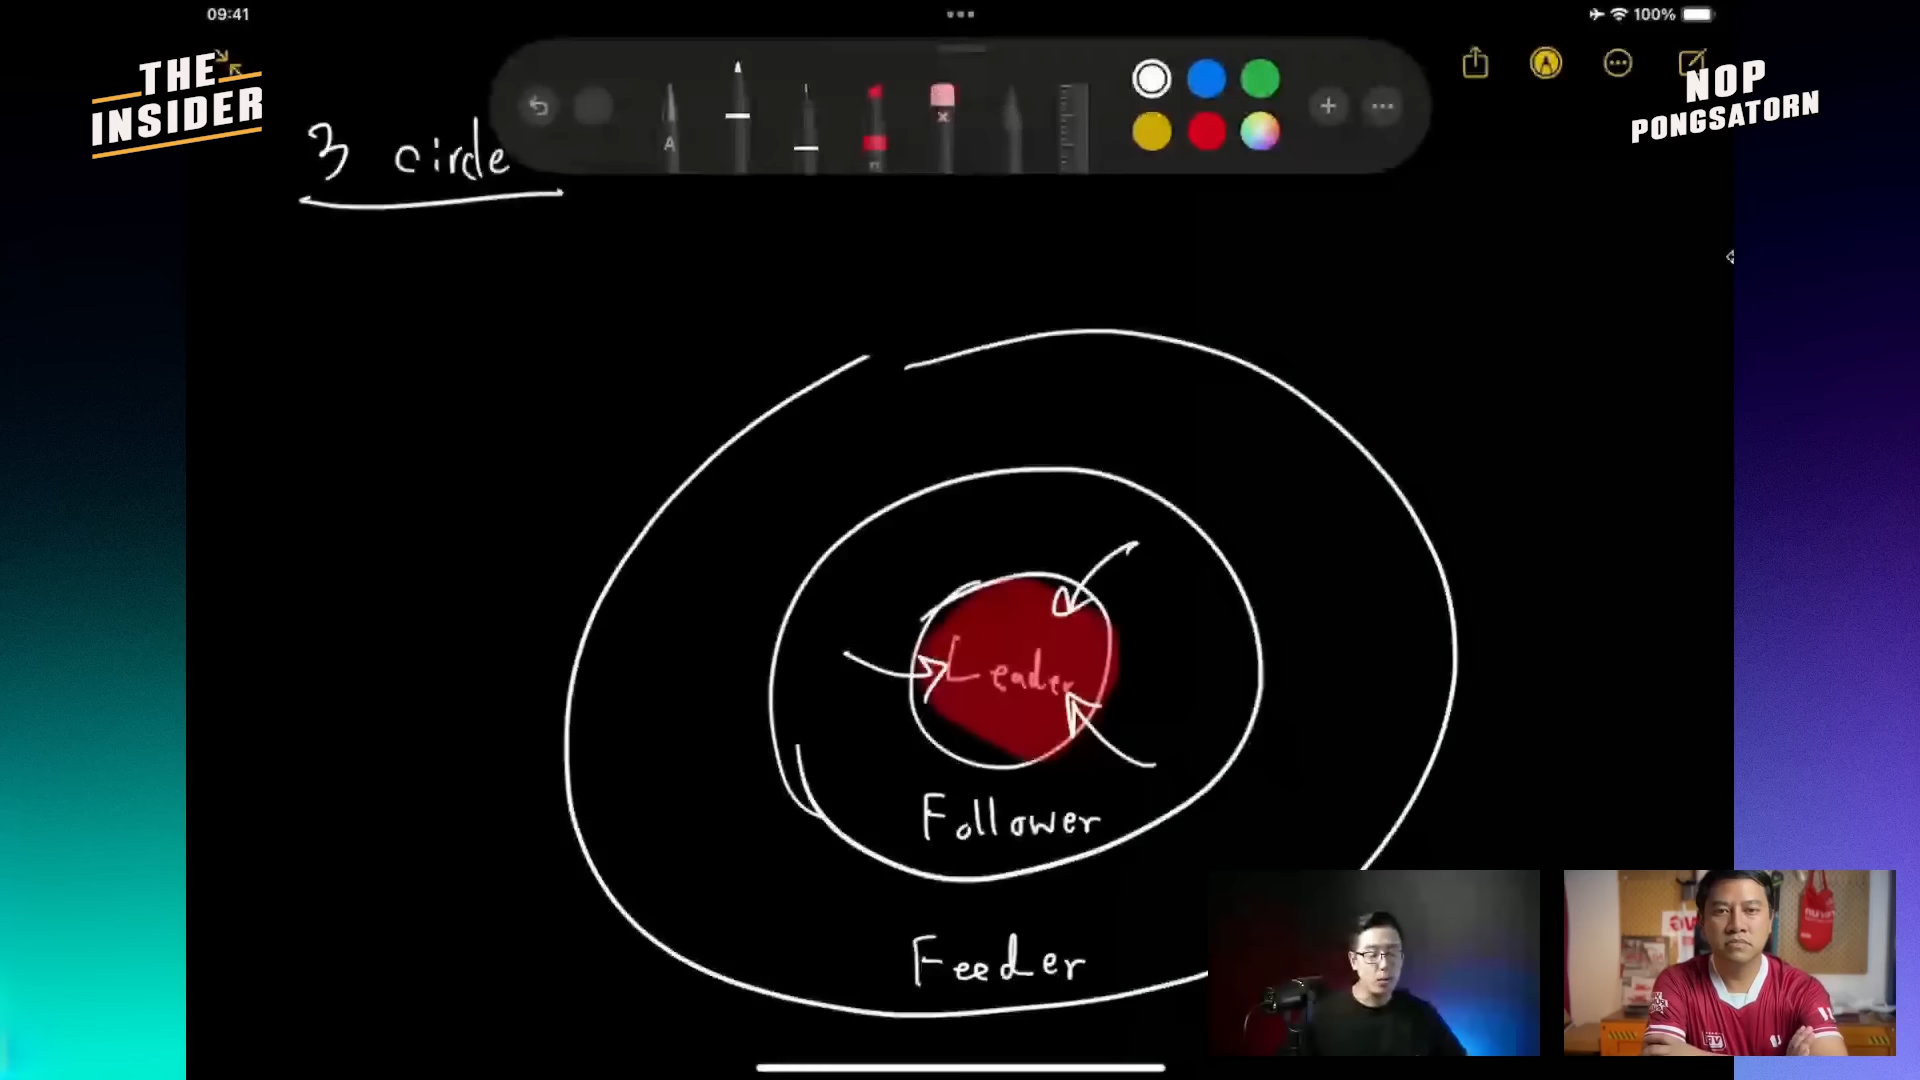 09:41
100%
THE
INSIDER
NOP
PONGSATORN
3 circle
A
Leader
Follower
Feeder